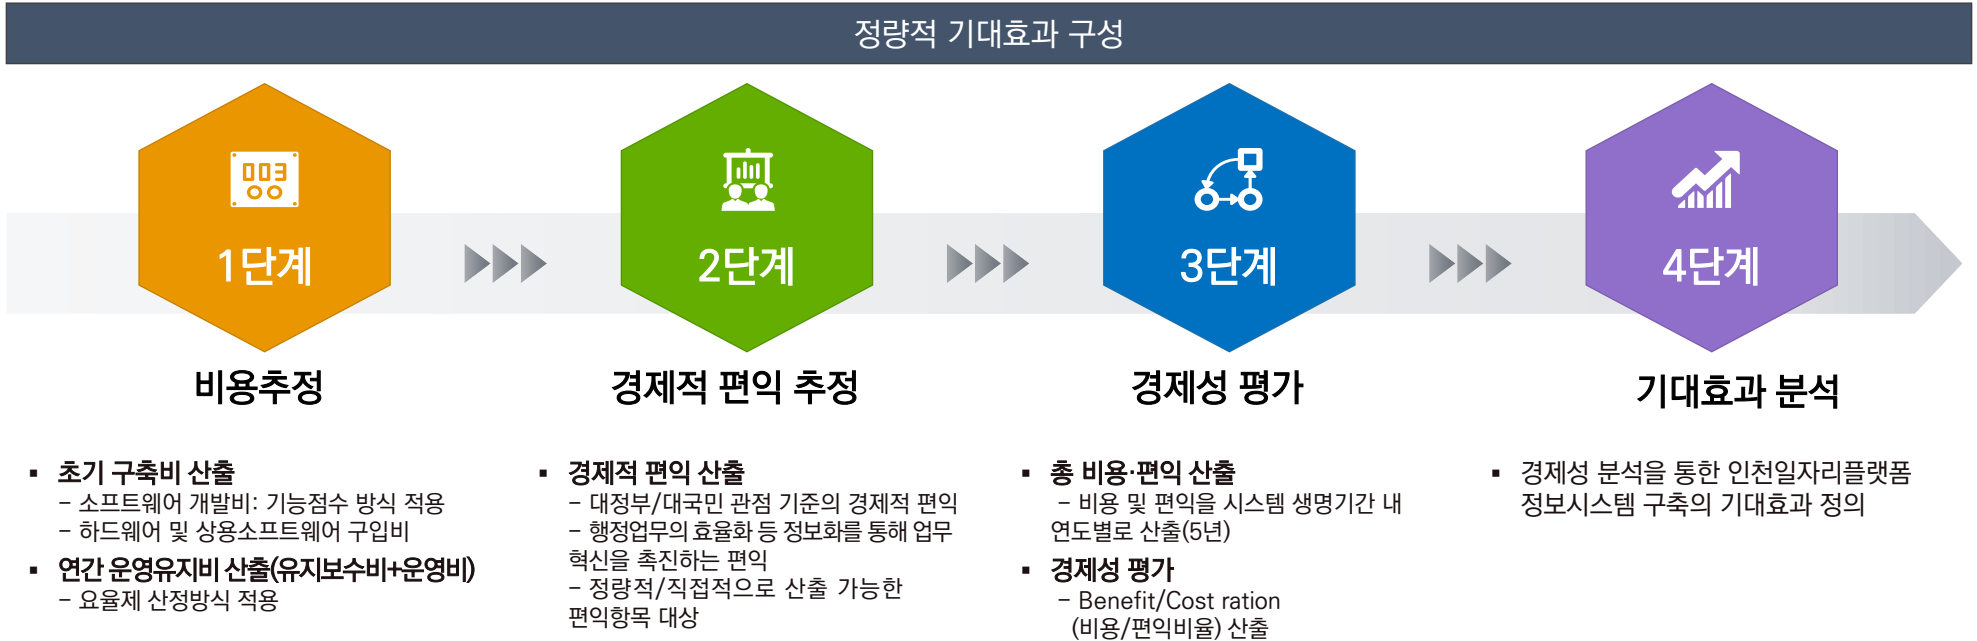 정량적 기대효과 구성
003
1단계
2단계
3단계
4단계
비용추정
▪ 초기 구축비 산출
– 소프트웨어 개발비: 기능점수 방식 적용
– 하드웨어 및 상용소프트웨어 구입비
▪ 연간 운영유지비 산출(유지보수비+운영비)
– 요율제 산정방식 적용
경제적 편익 추정
▪ 경제적 편익 산출
– 대정부/대국민 관점 기준의 경제적 편익
– 행정업무의 효율화 등 정보화를 통해 업무
혁신을 촉진하는 편익
– 정량적/직접적으로 산출 가능한
편익항목 대상
경제성 평가
▪ 총 비용·편익 산출
– 비용 및 편익을 시스템 생명기간 내
연도별로 산출(5년)
▪ 경제성 평가
– Benefit/Cost ration
(비용/편익비율) 산출
기대효과 분석
▪ 경제성 분석을 통한 인천일자리플랫폼
정보시스템 구축의 기대효과 정의